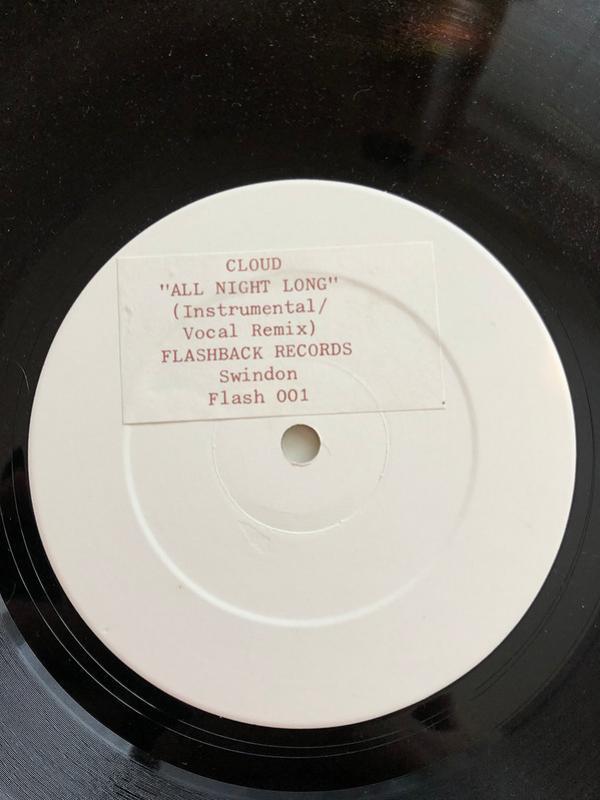 CLOUD
"ALL NIGHT LONG"
(Instrumental/
Vocal Remix)
FLASHBACK RECORDS
Swindon
Flash 001